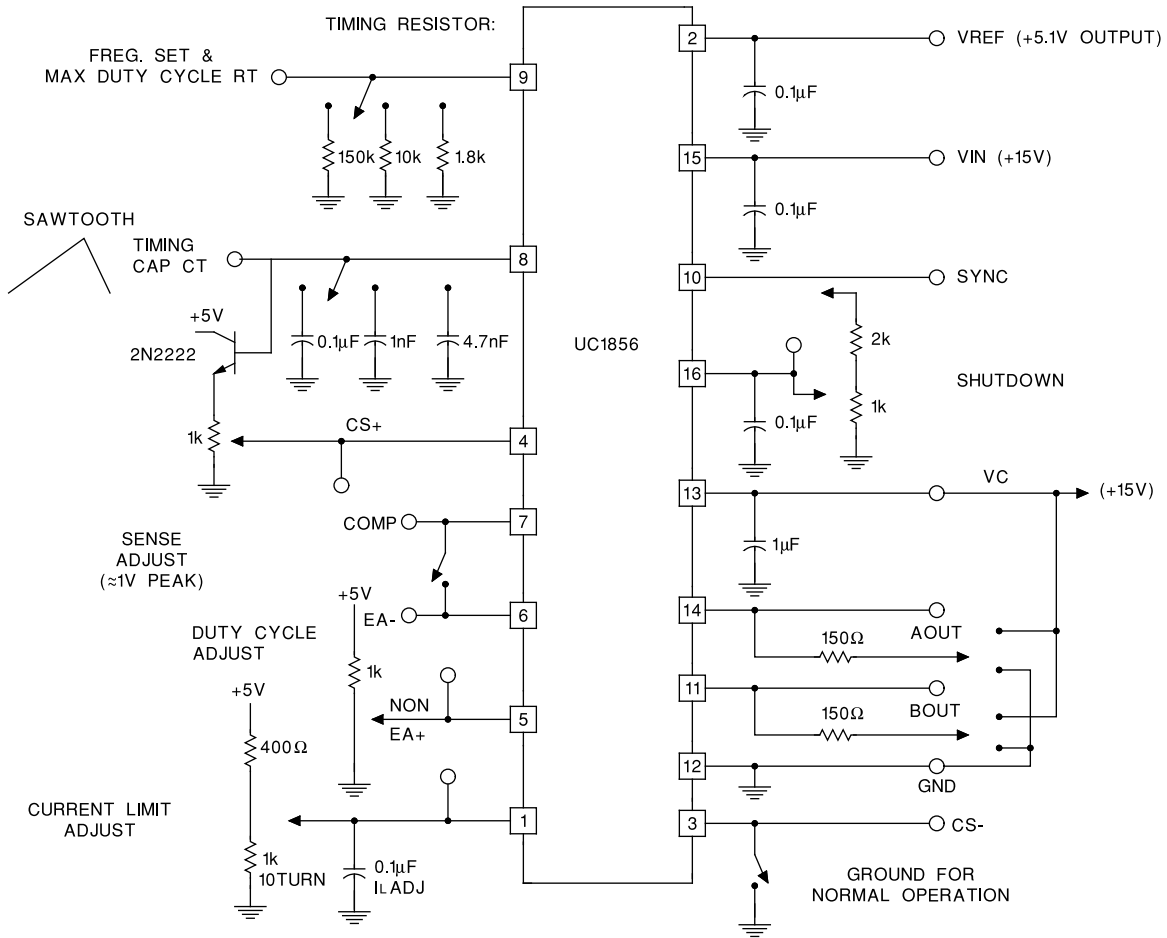 TIMING RESISTOR:
FREG. SET &
MAX DUTY CYCLE RT
9
150k
10k
1.8k
SAWTOOTH
TIMING
CAP CT
8
+5V
2N2222
0.1µF
1nF
4.7nF
1k
CS+
4
COMP
7
SENSE
ADJUST
(≈1V PEAK)
EA-
6
+5V
DUTY CYCLE
ADJUST
1k
NON
EA+
5
+5V
400Ω
CURRENT LIMIT
ADJUST
1
1k
10TURN
0.1µF
IL ADJ
UC1856
2
VREF (+5.1V OUTPUT)
0.1µF
15
VIN (+15V)
0.1µF
10
SYNC
2k
16
SHUTDOWN
0.1µF
1k
13
VC
(+15V)
1µF
14
AOUT
150Ω
11
BOUT
150Ω
12
GND
3
CS-
GROUND FOR
NORMAL OPERATION